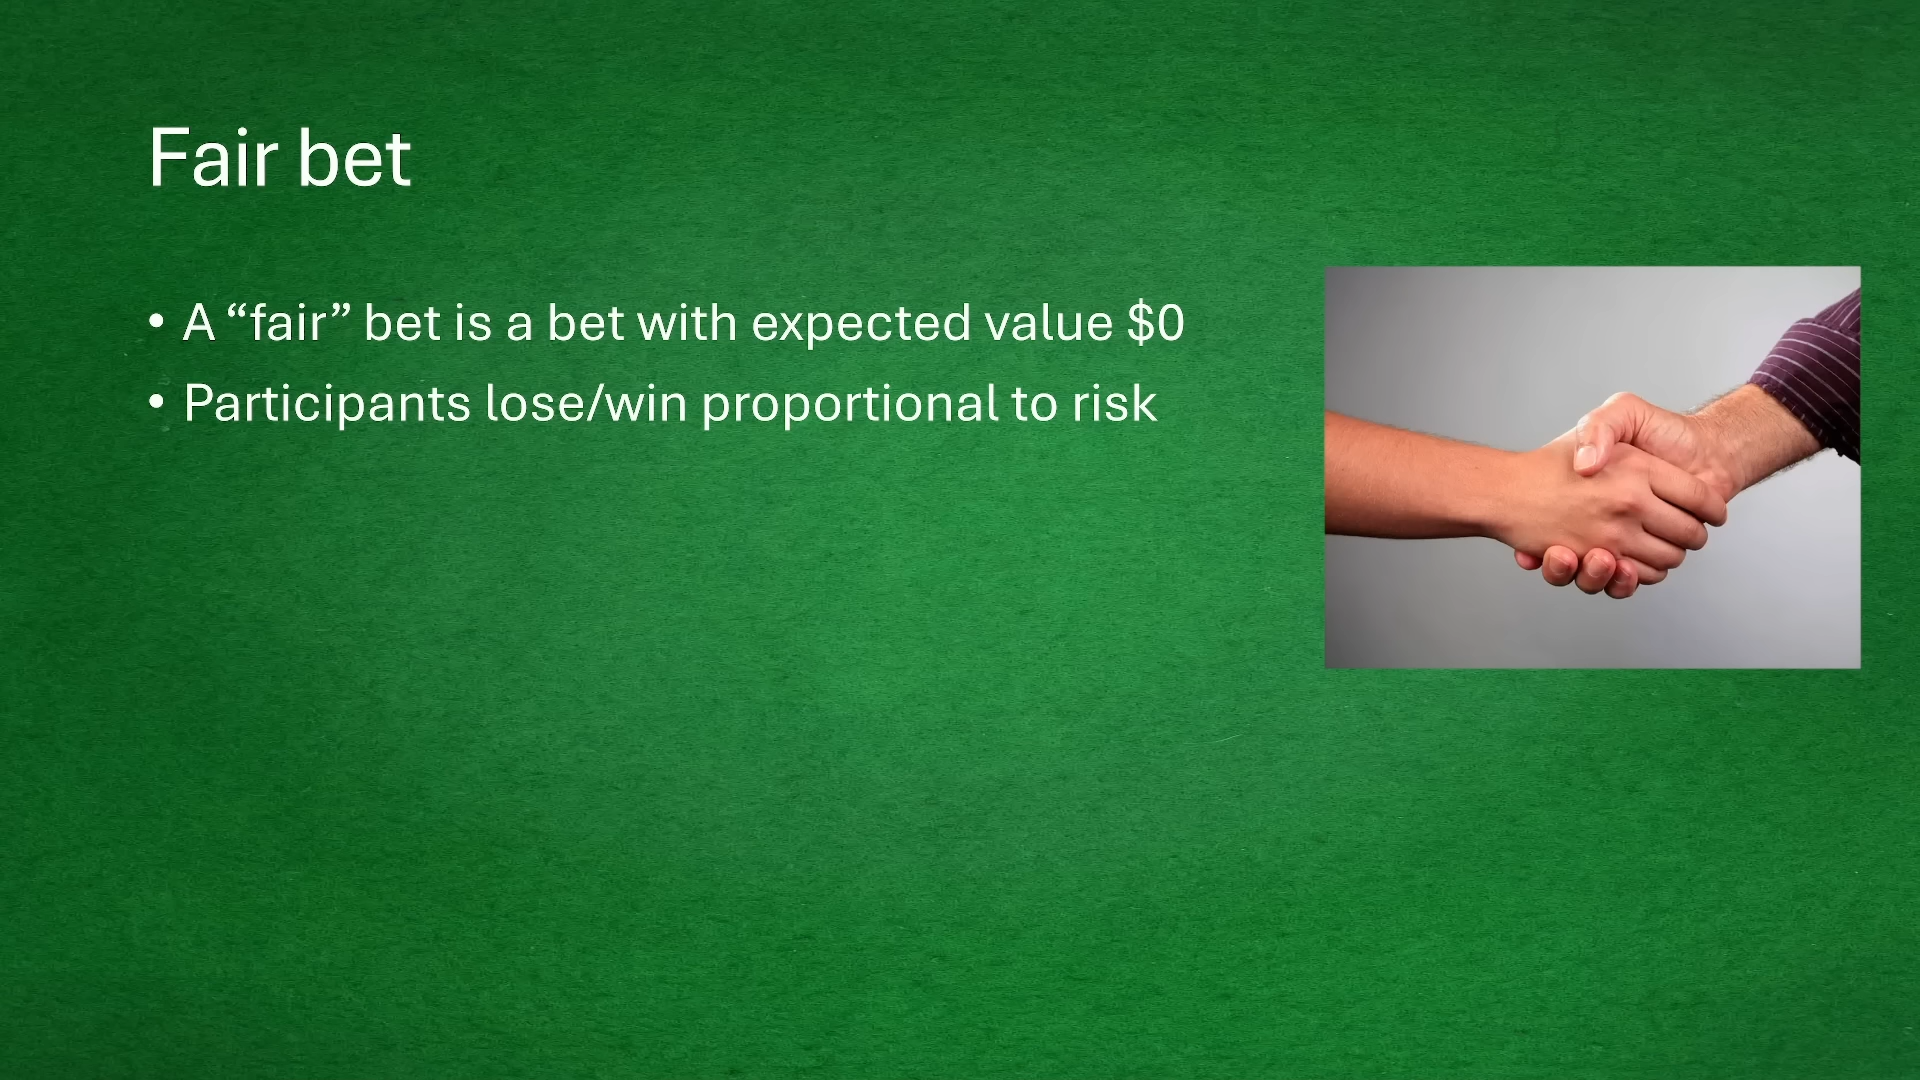 Fair bet
• A “fair” bet is a bet with expected value $0
• Participants lose/win proportional to risk